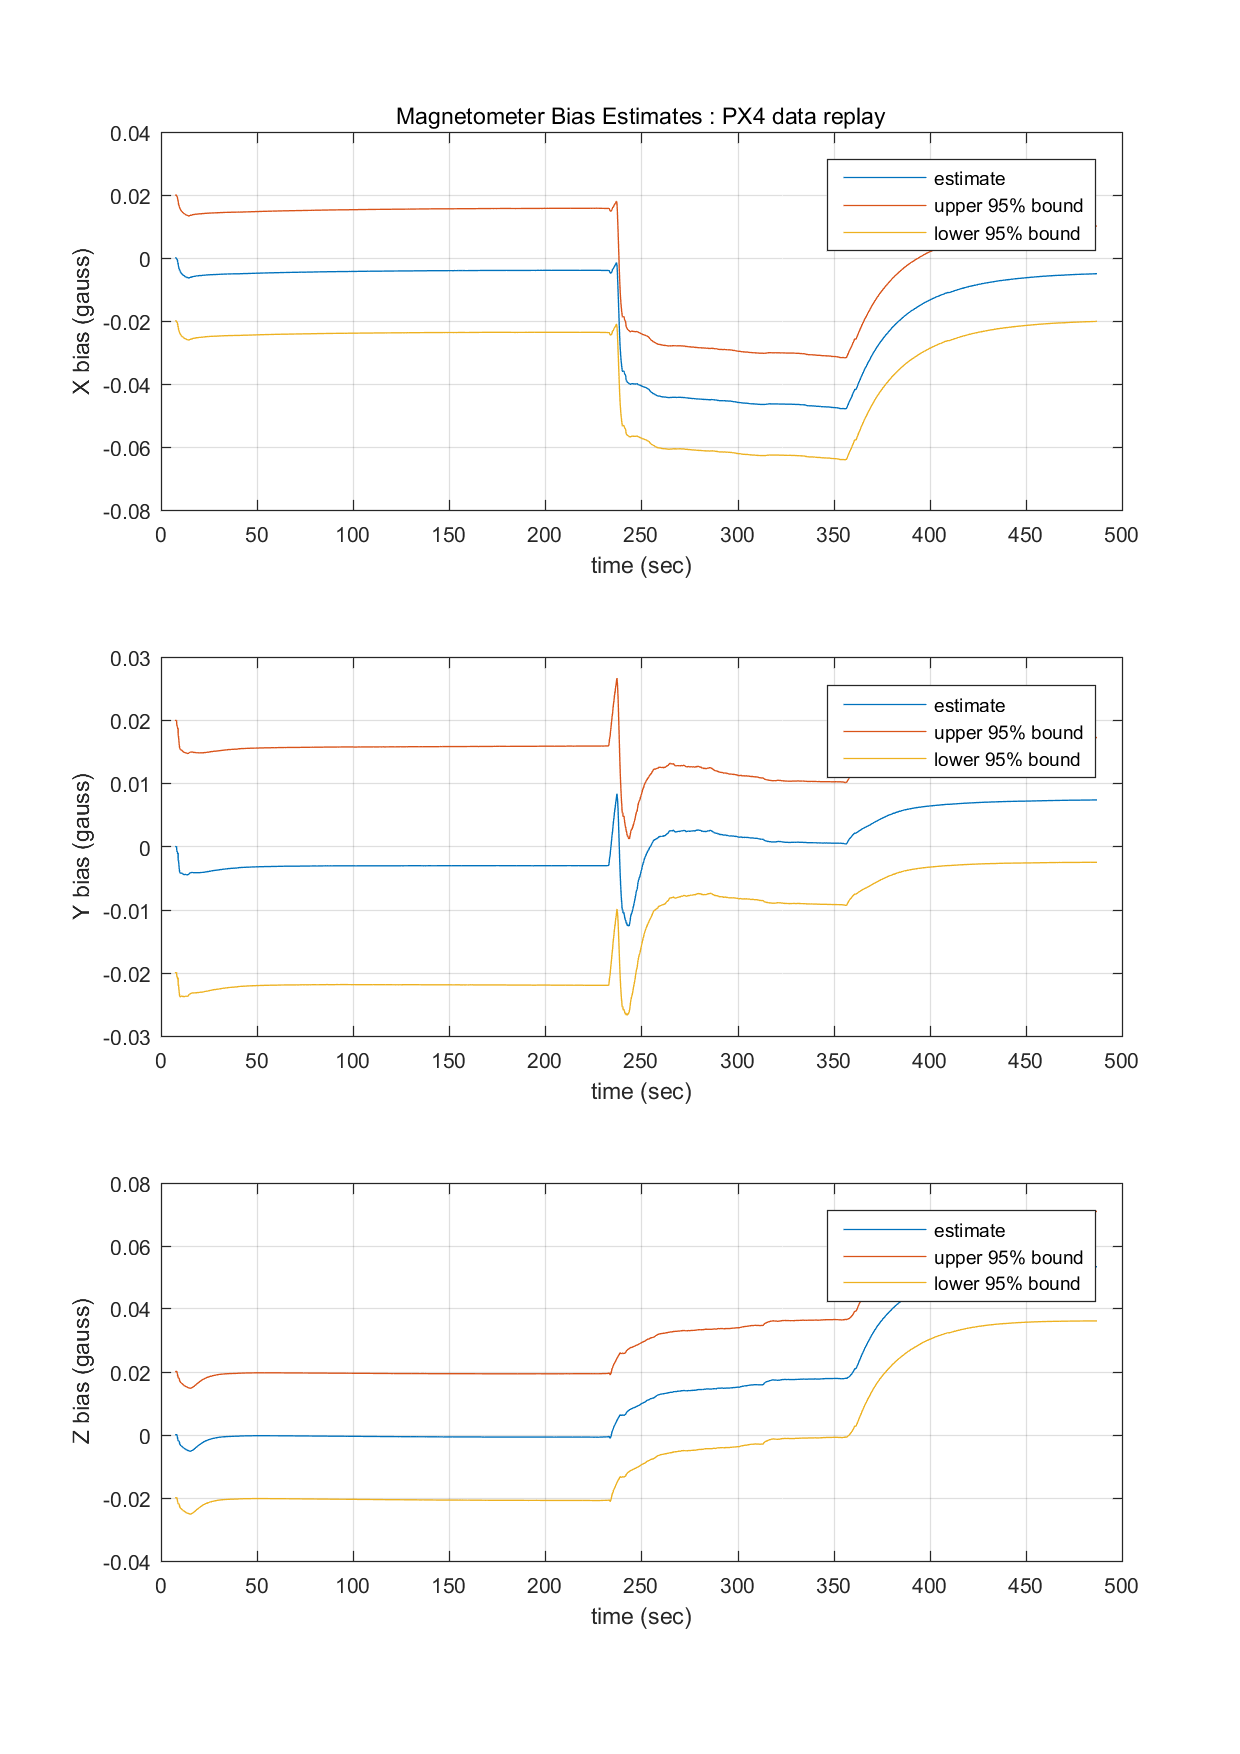 Magnetometer Bias Estimates : PX4 data replay
0.04
0.02
0
-0.02
-0.04
-0.06
-0.08
X bias (gauss)
estimate
upper 95% bound
lower 95% bound
0 50 100 150 200 250 300 350 400 450 500
time (sec)
0.03
0.02
0.01
0
-0.01
-0.02
-0.03
Y bias (gauss)
estimate
upper 95% bound
lower 95% bound
0 50 100 150 200 250 300 350 400 450 500
time (sec)
0.08
0.06
0.04
0.02
0
-0.02
-0.04
Z bias (gauss)
estimate
upper 95% bound
lower 95% bound
0 50 100 150 200 250 300 350 400 450 500
time (sec)